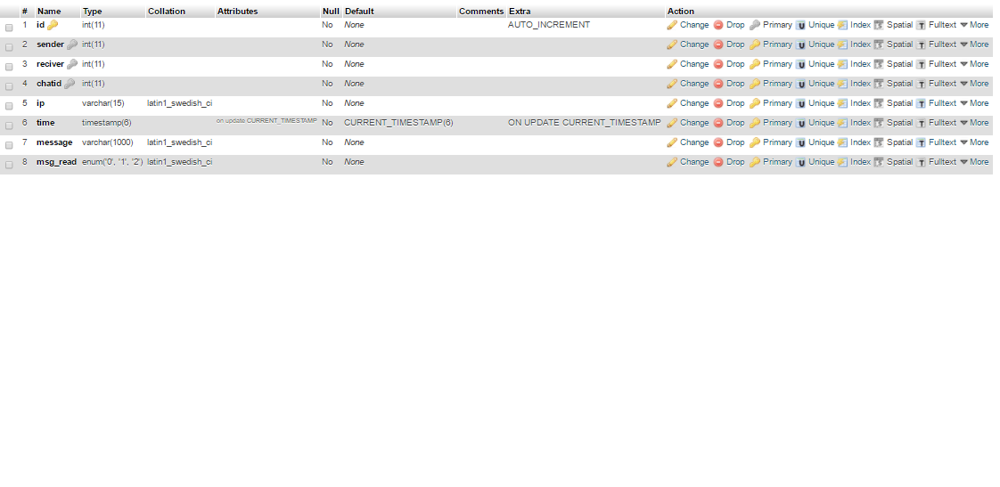 # Name Type Collation Attributes Null Default Comments Extra Action
1 id int(11) No None AUTO_INCREMENT Change Drop Primary Unique Index Spatial Fulltext More
2 sender int(11) No None Change Drop Primary Unique Index Spatial Fulltext More
3 reciver int(11) No None Change Drop Primary Unique Index Spatial Fulltext More
4 chatid int(11) No None Change Drop Primary Unique Index Spatial Fulltext More
5 ip varchar(15) latin1_swedish_ci No None Change Drop Primary Unique Index Spatial Fulltext More
6 time timestamp(6) on update CURRENT_TIMESTAMP No CURRENT_TIMESTAMP(6) ON UPDATE CURRENT_TIMESTAMP Change Drop Primary Unique Index Spatial Fulltext More
7 message varchar(1000) latin1_swedish_ci No None Change Drop Primary Unique Index Spatial Fulltext More
8 msg_read enum('0', '1', '2') latin1_swedish_ci No None Change Drop Primary Unique Index Spatial Fulltext More